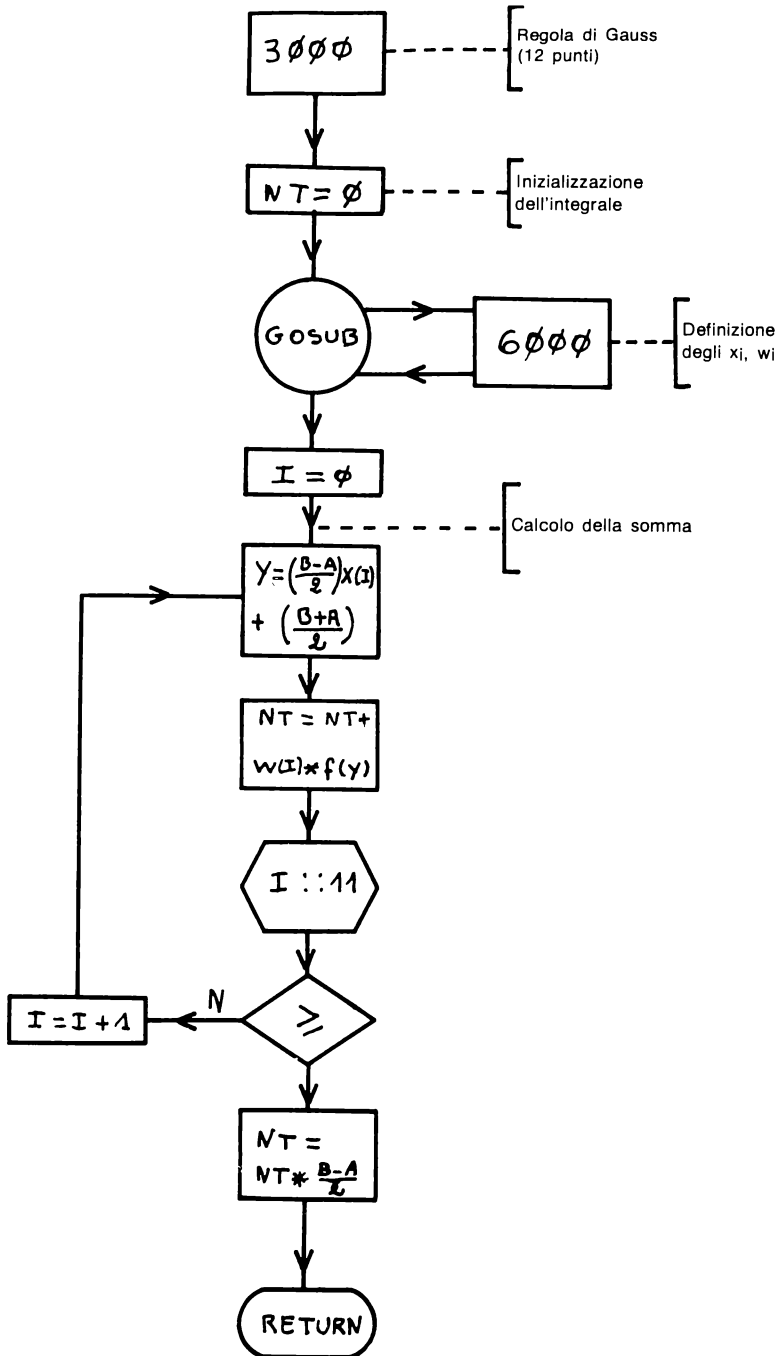 3ØØØ
Regola di Gauss
(12 punti)
NT = Ø
Inizializzazione
dell'integrale
GOSUB
6ØØØ
Definizione
degli xi, wi
I = Ø
Calcolo della somma
Y=(B-A/2)X(I)
+ (B+A/2)
NT = NT+
W(I)*f(y)
I :: 11
≥
N
I=I+1
NT =
NT* B-A/2
RETURN